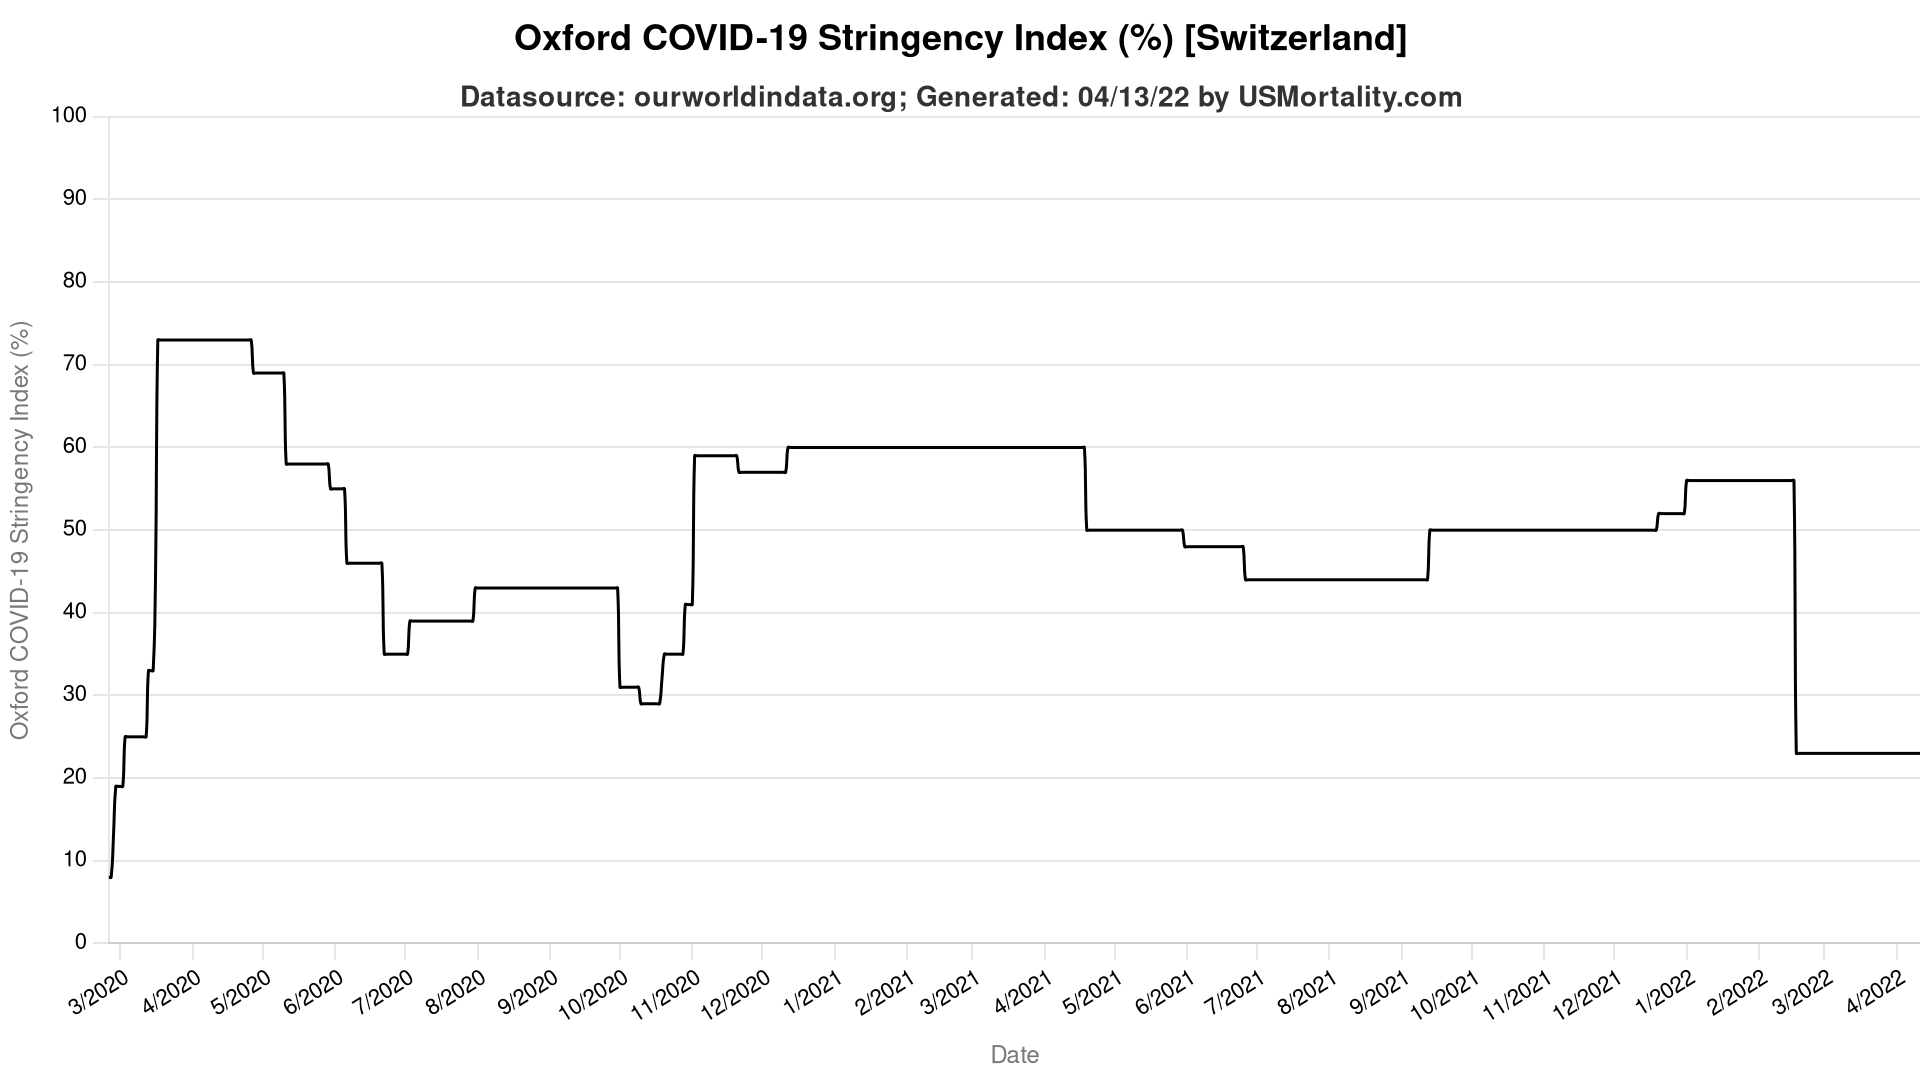 Oxford COVID-19 Stringency Index (%) [Switzerland]
Datasource: ourworldindata.org; Generated: 04/13/22 by USMortality.com
Oxford COVID-19 Stringency Index (%)
100
90
80
70
60
50
40
30
20
10
0
3/2020 4/2020 5/2020 6/2020 7/2020 8/2020 9/2020 10/2020 11/2020 12/2020 1/2021 2/2021 3/2021 4/2021 5/2021 6/2021 7/2021 8/2021 9/2021 10/2021 11/2021 12/2021 1/2022 2/2022 3/2022 4/2022
Date